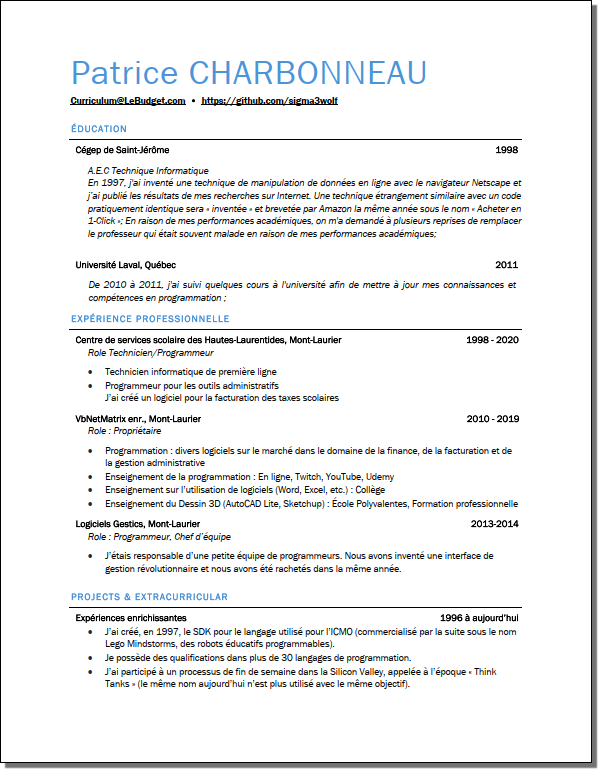 Patrice CHARBONNEAU
Curriculum@LeBudget.com • https://github.com/sigma3wolf
ÉDUCATION
Cégep de Saint-Jérôme 1998
A.E.C Technique Informatique
En 1997, j'ai inventé une technique de manipulation de données en ligne avec le navigateur Netscape et
j'ai publié les résultats de mes recherches sur Internet. Une technique étrangement similaire avec un code
pratiquement identique sera « inventée » et brevetée par Amazon la même année sous le nom « Acheter en
1-Click »; En raison de mes performances académiques, on m'a demandé à plusieurs reprises de remplacer
le professeur qui était souvent malade en raison de mes performances académiques;
Université Laval, Québec 2011
De 2010 à 2011, j'ai suivi quelques cours à l'université afin de mettre à jour mes connaissances et
compétences en programmation ;
EXPÉRIENCE PROFESSIONNELLE
Centre de services scolaire des Hautes-Laurentides, Mont-Laurier 1998 - 2020
Role Technicien/Programmeur
• Technicien informatique de première ligne
• Programmeur pour les outils administratifs
J'ai créé un logiciel pour la facturation des taxes scolaires
VbNetMatrix enr., Mont-Laurier 2010 - 2019
Role : Propriétaire
• Programmation : divers logiciels sur le marché dans le domaine de la finance, de la facturation et de
la gestion administrative
• Enseignement de la programmation : En ligne, Twitch, YouTube, Udemy
• Enseignement sur l'utilisation de logiciels (Word, Excel, etc.) : Collège
• Enseignement du Dessin 3D (AutoCAD Lite, Sketchup) : École Polyvalentes, Formation professionnelle
Logiciels Gestics, Mont-Laurier 2013-2014
Role : Programmeur, Chef d'équipe
• J'étais responsable d'une petite équipe de programmeurs. Nous avons inventé une interface de
gestion révolutionnaire et nous avons été rachetés dans la même année.
PROJECTS & EXTRACURRICULAR
Expériences enrichissantes 1996 à aujourd'hui
• J'ai créé, en 1997, le SDK pour le langage utilisé pour l'ICMO (commercialisé par la suite sous le nom
Lego Mindstorms, des robots éducatifs programmables).
• Je possède des qualifications dans plus de 30 langages de programmation.
• J'ai participé à un processus de fin de semaine dans la Silicon Valley, appelée à l'époque « Think
Tanks » (le même nom aujourd'hui n'est plus utilisé avec le même objectif).